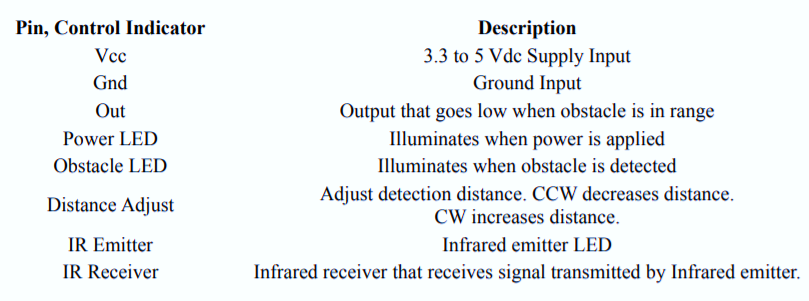 Pin, Control Indicator Description
Vcc 3.3 to 5 Vdc Supply Input
Gnd Ground Input
Out Output that goes low when obstacle is in range
Power LED Illuminates when power is applied
Obstacle LED Illuminates when obstacle is detected
Distance Adjust Adjust detection distance. CCW decreases distance.
CW increases distance.
IR Emitter Infrared emitter LED
IR Receiver Infrared receiver that receives signal transmitted by Infrared emitter.